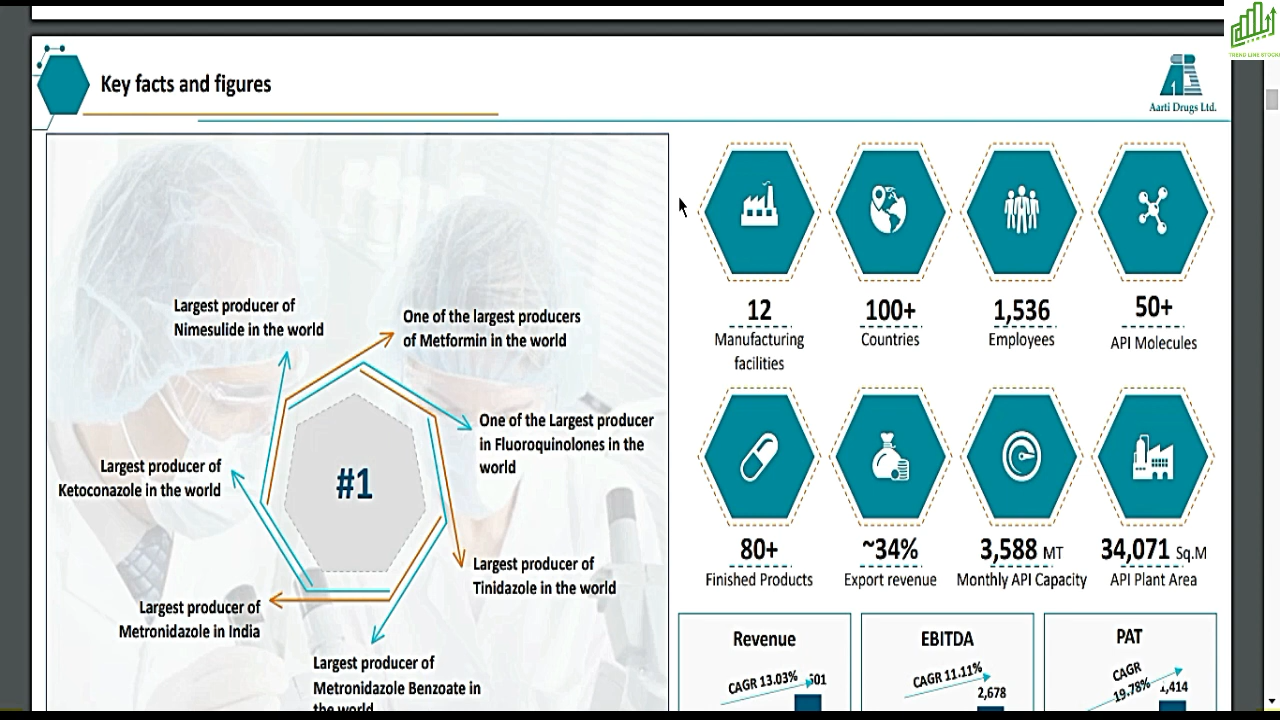 Key facts and figures
TREND LINE STOCK
Aarti Drugs Ltd.
Largest producer of
Nimesulide in the world
One of the largest producers
of Metformin in the world
One of the Largest producer
in Fluoroquinolones in the
world
Largest producer of
Ketoconazole in the world
#1
Largest producer of
Tinidazole in the world
Largest producer of
Metronidazole in India
Largest producer of
Metronidazole Benzoate in
the world
12
Manufacturing
facilities
100+
Countries
1,536
Employees
50+
API Molecules
80+
Finished Products
~34%
Export revenue
3,588 MT
Monthly API Capacity
34,071 Sq.M
API Plant Area
Revenue
CAGR 13.03%
EBITDA
CAGR 11.11%
2,678
PAT
CAGR
19.78%